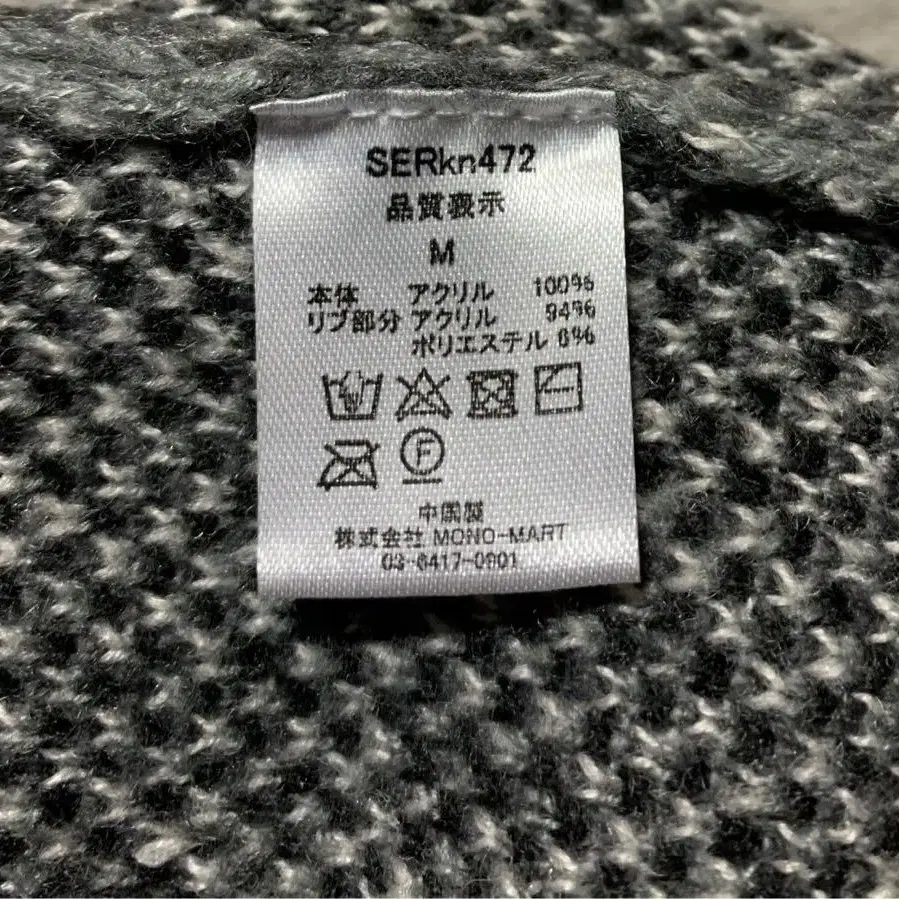 SERkn472
品質表示
M
本体 アクリル 100%
リブ部分 アクリル 94%
ポリエステル 6%
F
中国製
株式会社 MONO-MART
03-6417-0901